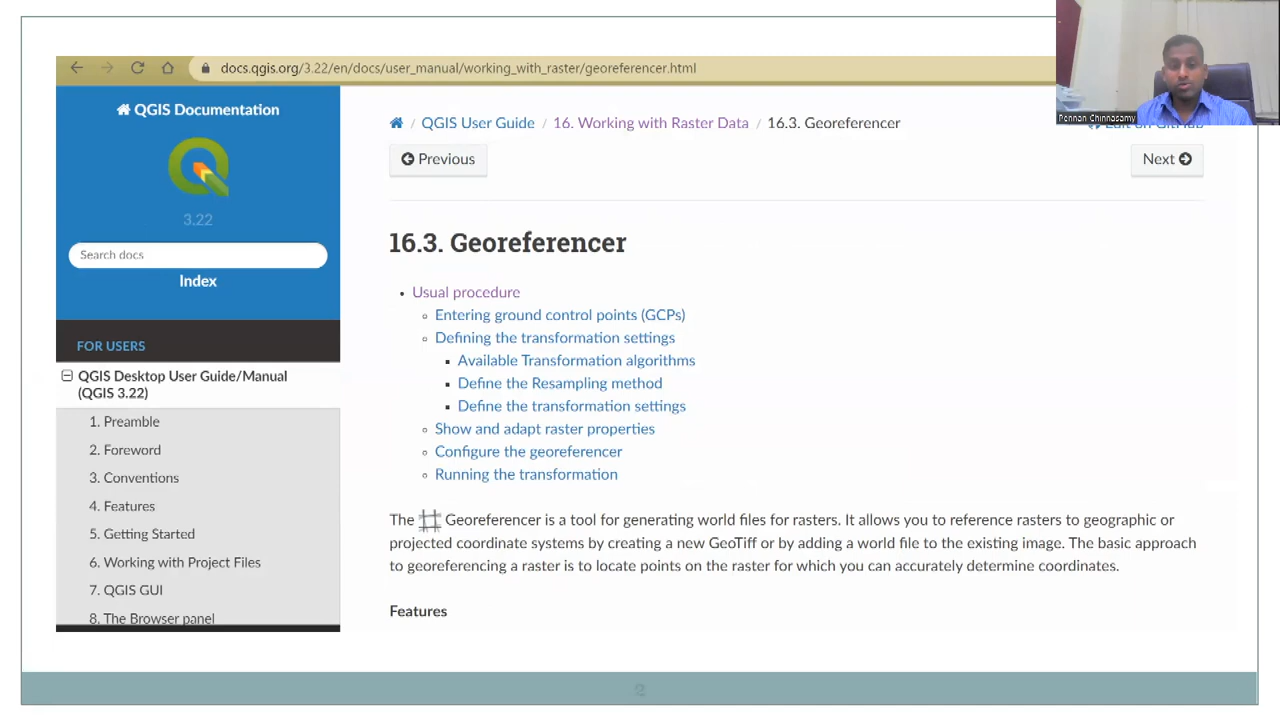 docs.qgis.org/3.22/en/docs/user_manual/working_with_raster/georeferencer.html
Pennan Chinnasamy
QGIS Documentation
3.22
Search docs
Index
FOR USERS
QGIS Desktop User Guide/Manual
(QGIS 3.22)
1. Preamble
2. Foreword
3. Conventions
4. Features
5. Getting Started
6. Working with Project Files
7. QGIS GUI
8. The Browser panel
/ QGIS User Guide / 16. Working with Raster Data / 16.3. Georeferencer
Edit on GitHub
Previous
Next
16.3. Georeferencer
• Usual procedure
◦ Entering ground control points (GCPs)
◦ Defining the transformation settings
▪ Available Transformation algorithms
▪ Define the Resampling method
▪ Define the transformation settings
◦ Show and adapt raster properties
◦ Configure the georeferencer
◦ Running the transformation
The Georeferencer is a tool for generating world files for rasters. It allows you to reference rasters to geographic or
projected coordinate systems by creating a new GeoTiff or by adding a world file to the existing image. The basic approach
to georeferencing a raster is to locate points on the raster for which you can accurately determine coordinates.
Features
2